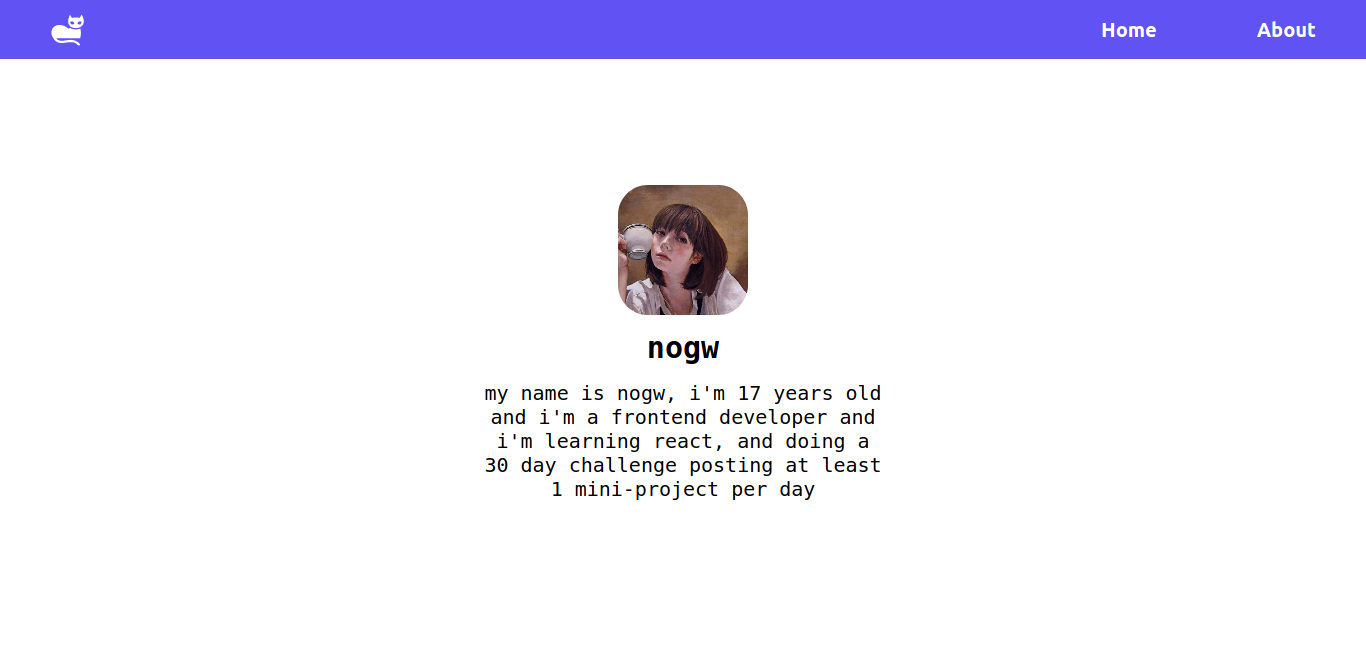 Home About
nogw
my name is nogw, i'm 17 years old
and i'm a frontend developer and
i'm learning react, and doing a
30 day challenge posting at least
1 mini-project per day